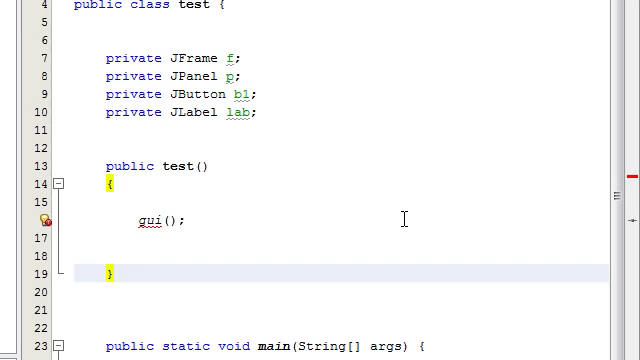 4 public class test {
5
6
7 private JFrame f;
8 private JPanel p;
9 private JButton b1;
10 private JLabel lab;
11
12
13 public test()
14 {
15
gui();
17
18
19 }
20
21
22
23 public static void main(String[] args) {